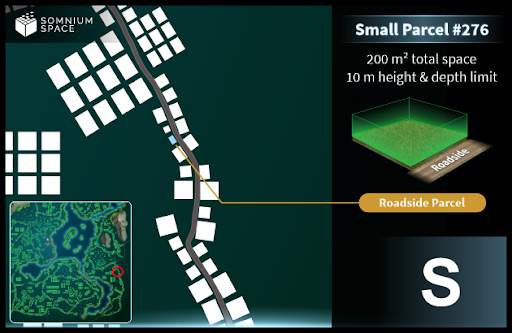 SOMNIUM
SPACE
Small Parcel #276
200 m² total space
10 m height & depth limit
Roadside
Roadside Parcel
S